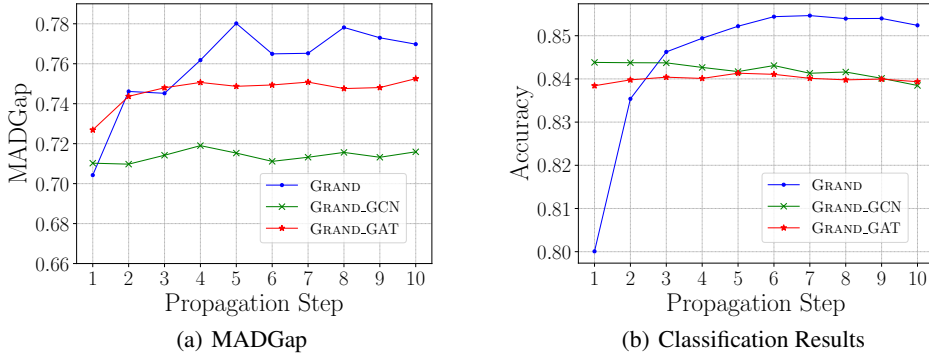 MADGap
0.78
0.76
0.74
0.72
0.70
0.68
0.66
GRAND
GRAND_GCN
GRAND_GAT
1 2 3 4 5 6 7 8 9 10
Propagation Step
(a) MADGap
Accuracy
0.85
0.84
0.83
0.82
0.81
0.80
GRAND
GRAND_GCN
GRAND_GAT
1 2 3 4 5 6 7 8 9 10
Propagation Step
(b) Classification Results